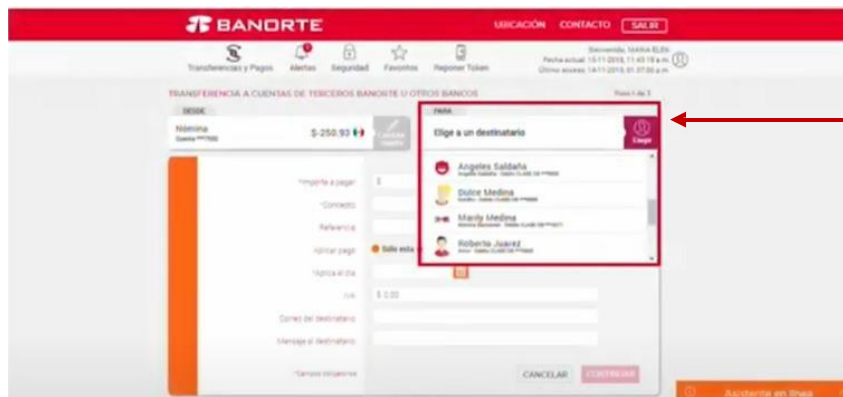 BANORTE
UBICACIÓN CONTACTO SALIR
Transferencias y Pagos Alertas Seguridad Favoritos Reponer Token
Bienvenido, MARIA ELEN
TRANSFERENCIA A CUENTAS DE TERCEROS BANORTE U OTROS BANCOS
Paso 1 de 3
DESDE
PARA
Nómina
$-250.93
Elige a un destinatario
Angeles Saldaña
Dulce Medina
Marily Medina
Roberto Juarez
*Importe a pagar $
*Concepto
Referencia
Aplicar pago Sólo esta
*Aplica el día
IVA $ 0.00
Correo del destinatario
Mensaje al destinatario
CANCELAR CONTINUAR
Asistente en línea